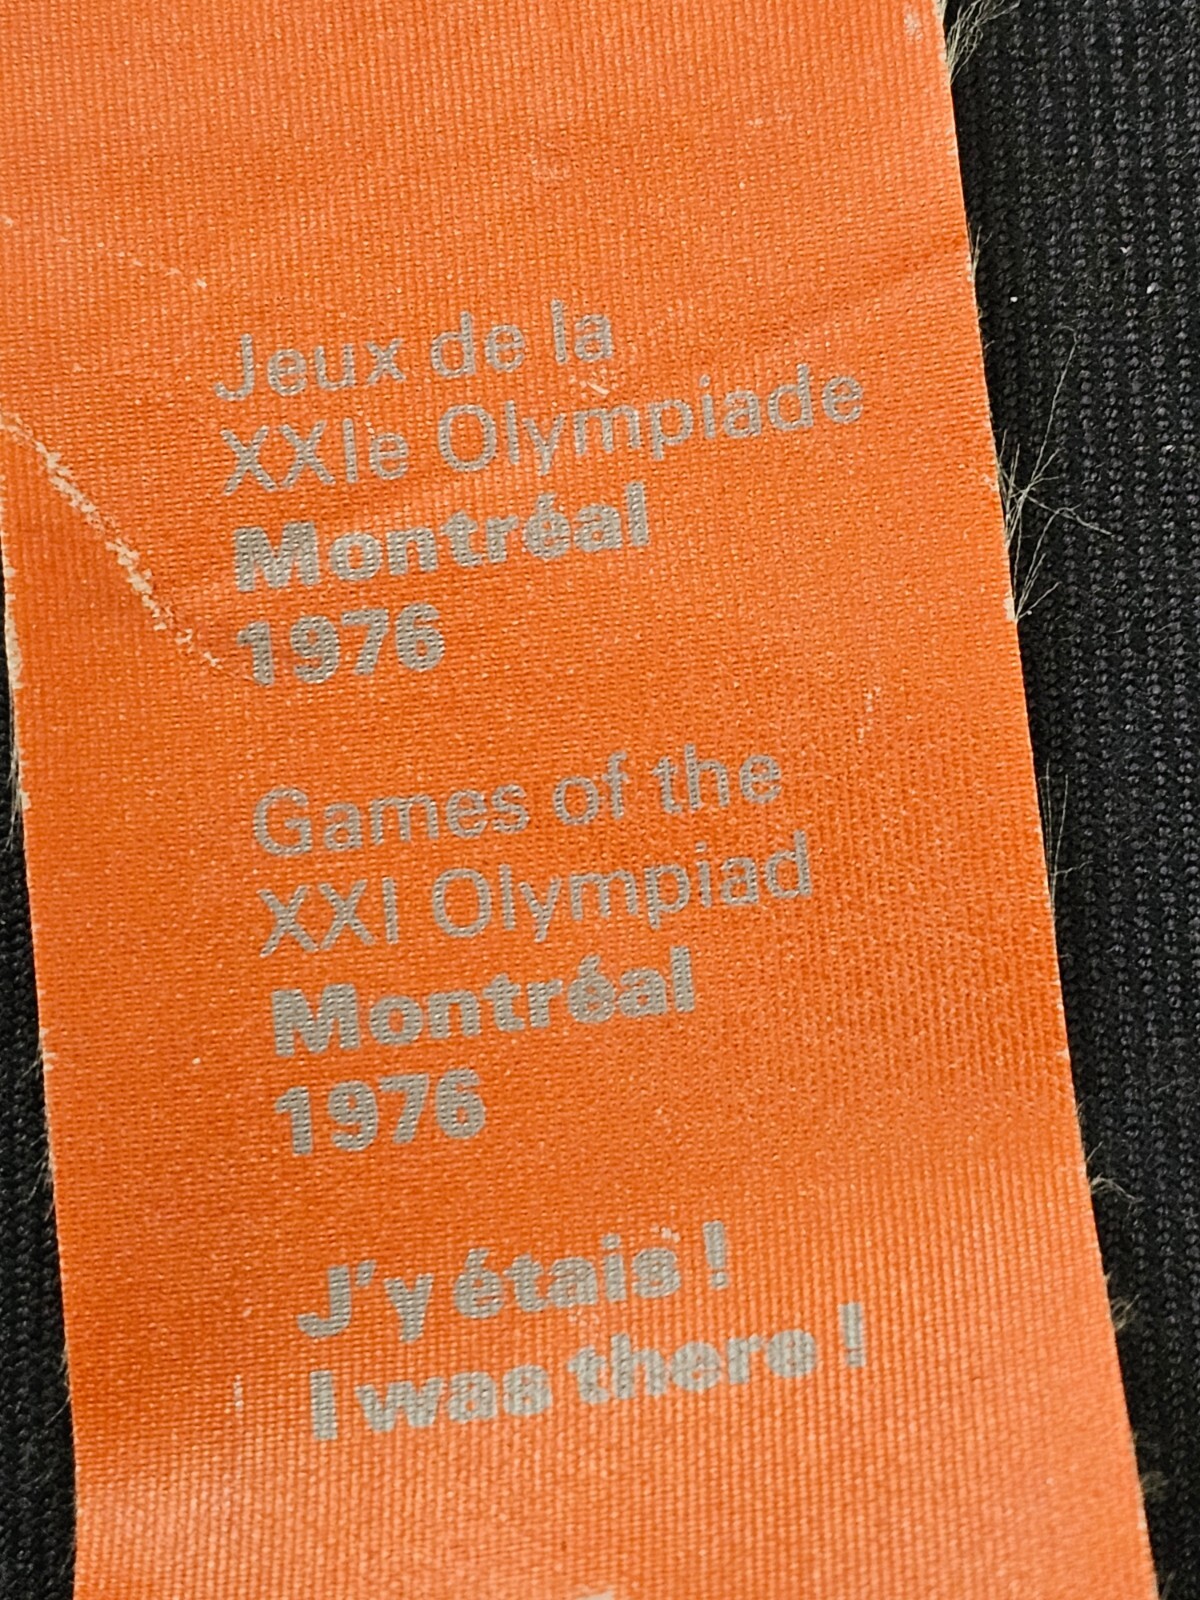 Jeux de la
XXIe Olympiade
Montréal
1976
Games of the
XXI Olympiad
Montréal
1976
J'y étais !
I was there !